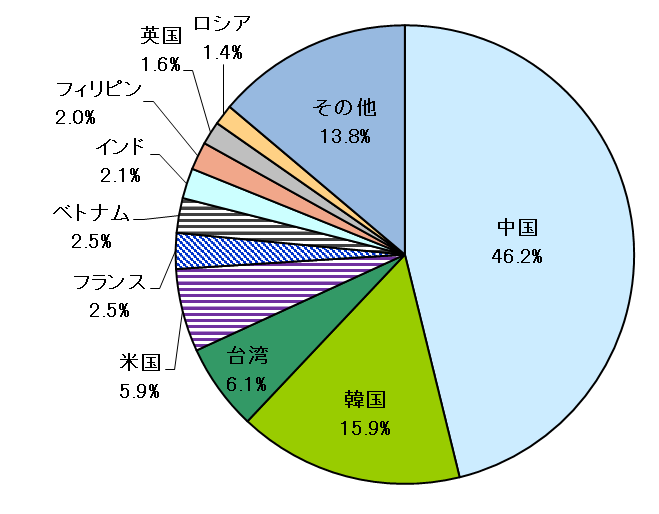 中国
46.2%
韓国
15.9%
台湾
6.1%
米国
5.9%
フランス
2.5%
ベトナム
2.5%
インド
2.1%
フィリピン
2.0%
英国
1.6%
ロシア
1.4%
その他
13.8%